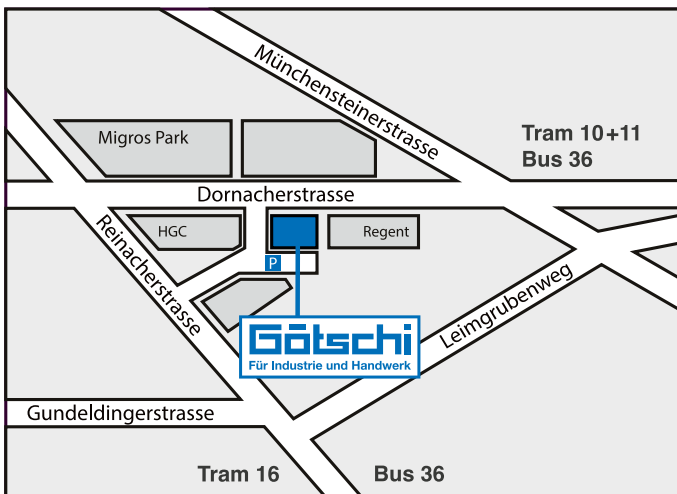 Münchensteinerstrasse
Tram 10+11
Bus 36
Migros Park
Dornacherstrasse
Reinacherstrasse
HGC
Regent
P
Leimgrubenweg
Götschi
Für Industrie und Handwerk
Gundeldingerstrasse
Tram 16
Bus 36